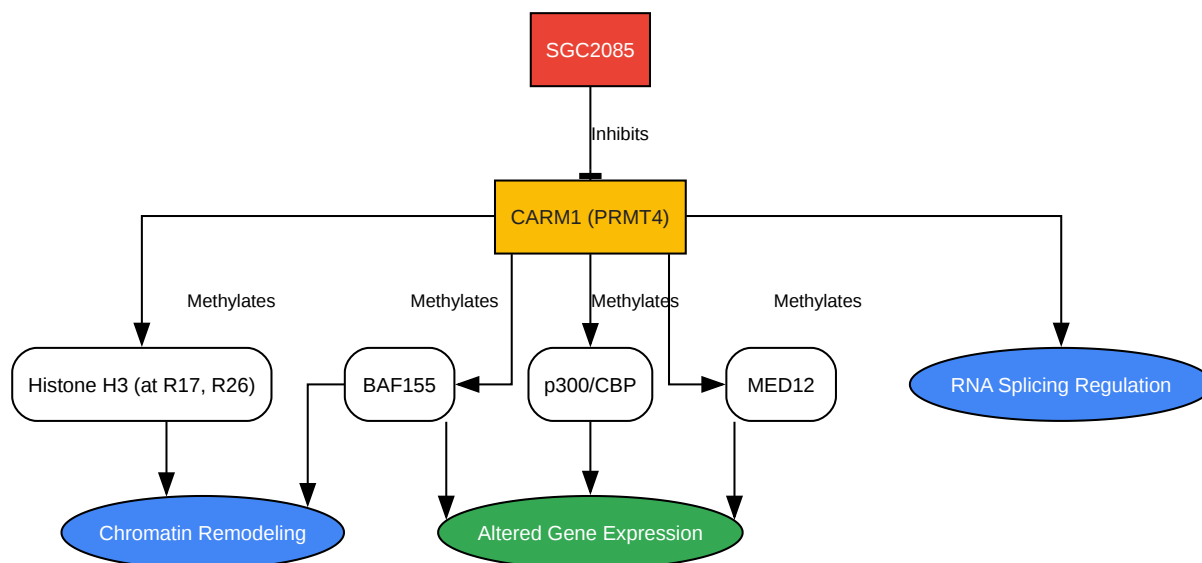 SGC2085
Inhibits
CARM1 (PRMT4)
Methylates
Methylates
Methylates
Methylates
Histone H3 (at R17, R26)
BAF155
p300/CBP
MED12
RNA Splicing Regulation
Chromatin Remodeling
Altered Gene Expression